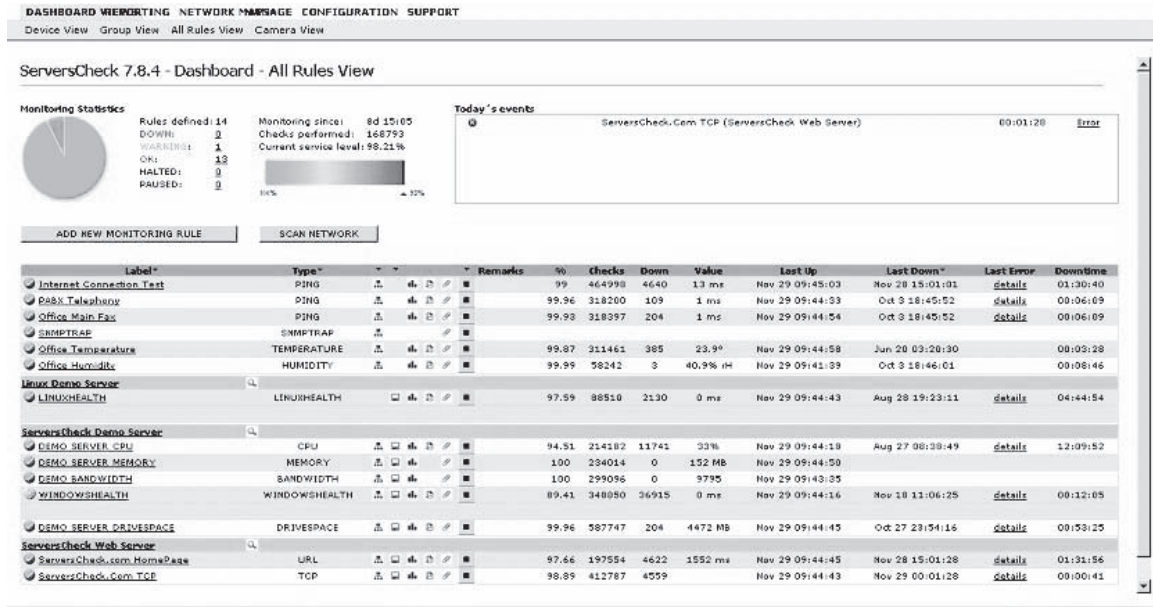 DASHBOARD VIEWS REPORTING NETWORK MAPS MANAGE CONFIGURATION SUPPORT
Device View Group View All Rules View Camera View
ServersCheck 7.8.4 - Dashboard - All Rules View
Monitoring Statistics
Rules defined: 14
DOWN: 0
WARNING: 1
OK: 13
HALTED: 0
PAUSED: 0
Monitoring since: 8d 15:05
Checks performed: 168793
Current service level: 98.21%
Today's events
ServersCheck.Com TCP (ServersCheck Web Server) 00:01:28 Error
ADD NEW MONITORING RULE SCAN NETWORK
Label Type Remarks % Checks Down Value Last Up Last Down Last Error Downtime
Internet Connection Test PING 99 464998 4640 13 ms Nov 29 09:45:03 Nov 28 15:01:01 details 01:30:40
PABX Telephony PING 99.96 318200 109 1 ms Nov 29 09:44:33 Oct 3 18:45:52 details 00:06:09
Office Main Fax PING 99.93 318397 204 1 ms Nov 29 09:44:54 Oct 3 18:45:52 details 00:06:09
SNMPTRAP SNMPTRAP
Office Temperature TEMPERATURE 99.87 311461 385 23.9° Nov 29 09:44:58 Jun 20 03:20:30 00:03:28
Office Humidity HUMIDITY 99.99 58242 3 40.9% rH Nov 29 09:41:39 Oct 3 18:46:01 00:08:46
Linux Demo Server
LINUXHEALTH LINUXHEALTH 97.59 88510 2130 0 ms Nov 29 09:44:43 Aug 28 19:23:11 details 04:44:54
ServersCheck Demo Server
DEMO SERVER CPU CPU 94.51 214182 11741 33% Nov 29 09:44:18 Aug 27 08:38:49 details 12:09:52
DEMO SERVER MEMORY MEMORY 100 234014 0 152 MB Nov 29 09:44:50
DEMO BANDWIDTH BANDWIDTH 100 299096 0 9795 Nov 29 09:43:35
WINDOWSHEALTH WINDOWSHEALTH 89.41 348050 36915 0 ms Nov 29 09:44:16 Nov 18 11:06:25 details 00:12:05
DEMO SERVER DRIVESPACE DRIVESPACE 99.96 587747 204 4472 MB Nov 29 09:44:45 Oct 27 23:54:16 details 00:53:25
ServersCheck Web Server
ServersCheck.com HomePage URL 97.66 197554 4622 1552 ms Nov 29 09:44:45 Nov 28 15:01:28 details 01:31:56
ServersCheck.Com TCP TCP 98.89 412787 4559 Nov 29 09:44:43 Nov 29 00:01:28 details 00:00:41